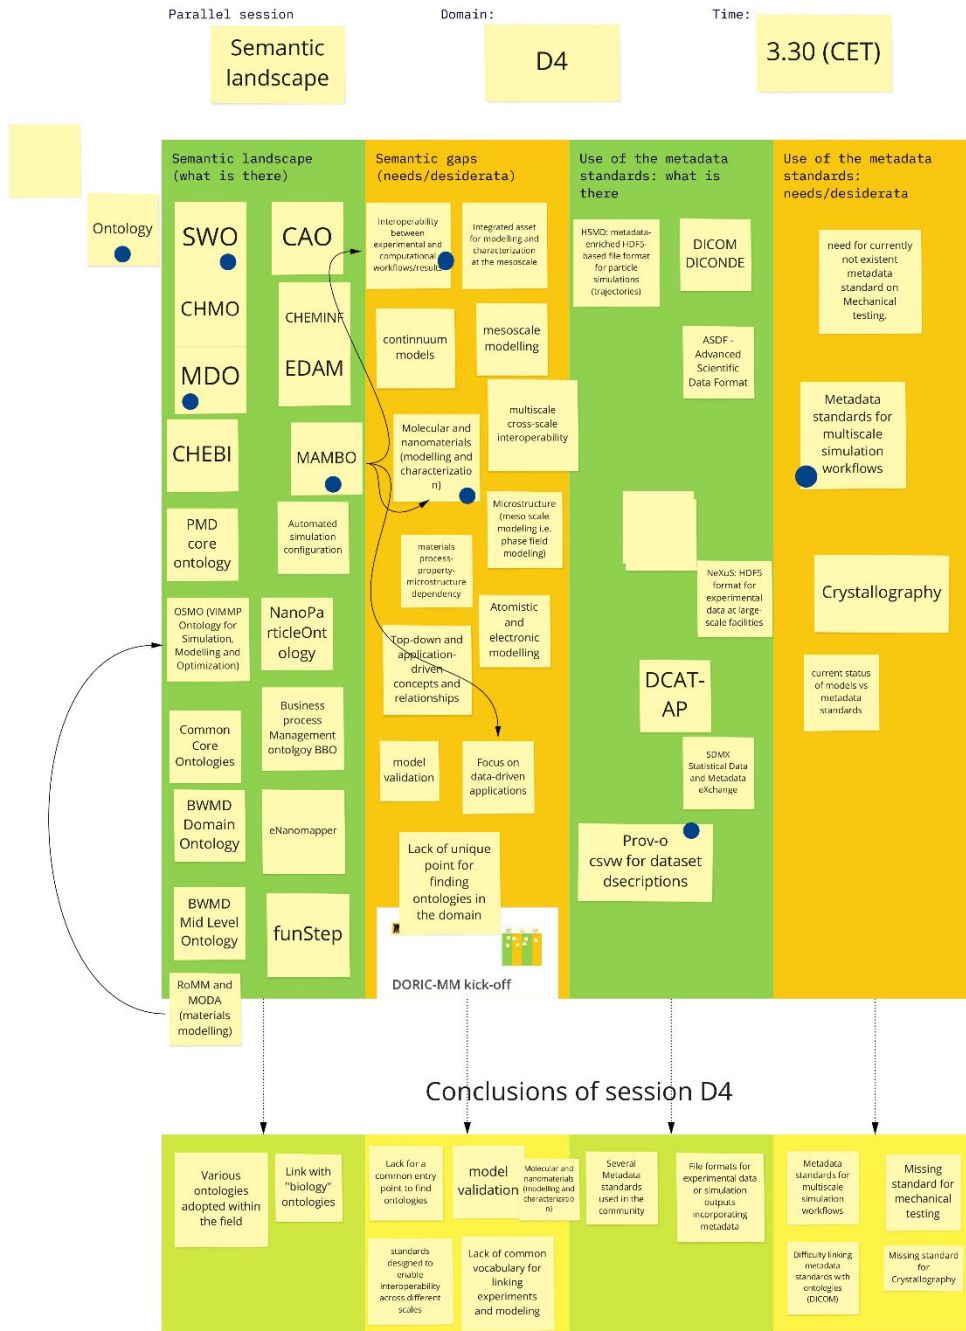 Parallel session
Domain:
Time:
Semantic
landscape
D4
3.30 (CET)
Ontology
Semantic landscape
(what is there)
SWO
CAO
CHMO
CHEMINF
MDO
EDAM
CHEBI
MAMBO
PMD
core
ontology
Automated
simulation
configuration
OSMO (VIMMP
Ontology for
Simulation,
Modelling and
Optimization)
NanoPa
rticleOnt
ology
Common
Core
Ontologies
Business
process
Management
ontolgoy BBO
BWMD
Domain
Ontology
eNanomapper
BWMD
Mid Level
Ontology
funStep
RoMM and
MODA
(materials
modelling)
Semantic gaps
(needs/desiderata)
Interoperability
between
experimental and
computational
workflows/results
Integrated asset
for modelling and
characterization
at the mesoscale
continnuum
models
mesoscale
modelling
multiscale
cross-scale
interoperability
Molecular and
nanomaterials
(modelling and
characterizatio
n)
Microstructure
(meso scale
modeling i.e.
phase field
modeling)
materials
process-
property-
microstructure
dependency
Atomistic
and
electronic
modelling
Top-down and
application-
driven
concepts and
relationships
model
validation
Focus on
data-driven
applications
Lack of unique
point for
finding
ontologies in
the domain
DORIC-MM kick-off
Use of the metadata
standards: what is
there
H5MD: metadata-
enriched HDF5-
based file format
for particle
simulations
(trajectories)
DICOM
DICONDE
ASDF -
Advanced
Scientific
Data Format
NeXuS: HDF5
format for
experimental
data at large-
scale facilities
DCAT-
AP
SDMX
Statistical Data
and Metadata
eXchange
Prov-o
csvw for dataset
dsecriptions
Use of the metadata
standards:
needs/desiderata
need for currently
not existent
metadata
standard on
Mechanical
testing.
Metadata
standards for
multiscale
simulation
workflows
Crystallography
current status
of models vs
metadata
standards
Conclusions of session D4
Various
ontologies
adopted within
the field
Link with
"biology"
ontologies
Lack for a
common entry
point to find
ontologies
model
validation
Molecular and
nanomaterials
(modelling and
characterizatio
n)
standards
designed to
enable
interoperability
across different
scales
Lack of common
vocabulary for
linking
experiments
and modeling
Several
Metadata
standards
used in the
community
File formats for
experimental data
or simulation
outputs
incorporating
metadata
Metadata
standards for
multiscale
simulation
workflows
Missing
standard for
mechanical
testing
Difficulty linking
metadata
standards with
ontologies
(DICOM)
Missing standard
for
Crystallography